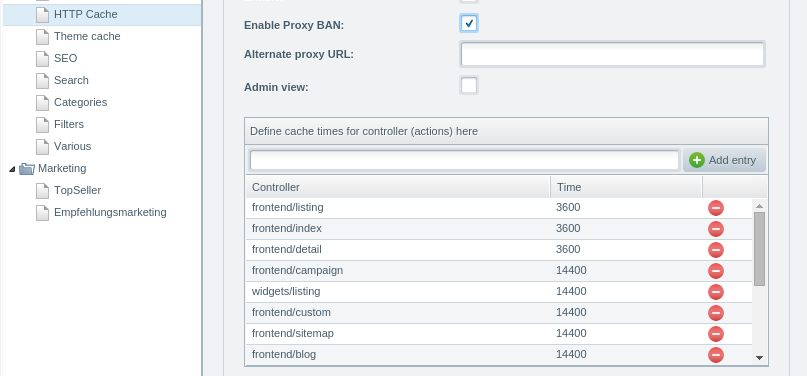 HTTP Cache
Theme cache
SEO
Search
Categories
Filters
Various
Marketing
TopSeller
Empfehlungsmarketing
Enable Proxy BAN:
Alternate proxy URL:
Admin view:
Define cache times for controller (actions) here
Add entry
Controller Time
frontend/listing 3600
frontend/index 3600
frontend/detail 3600
frontend/campaign 14400
widgets/listing 14400
frontend/custom 14400
frontend/sitemap 14400
frontend/blog 14400